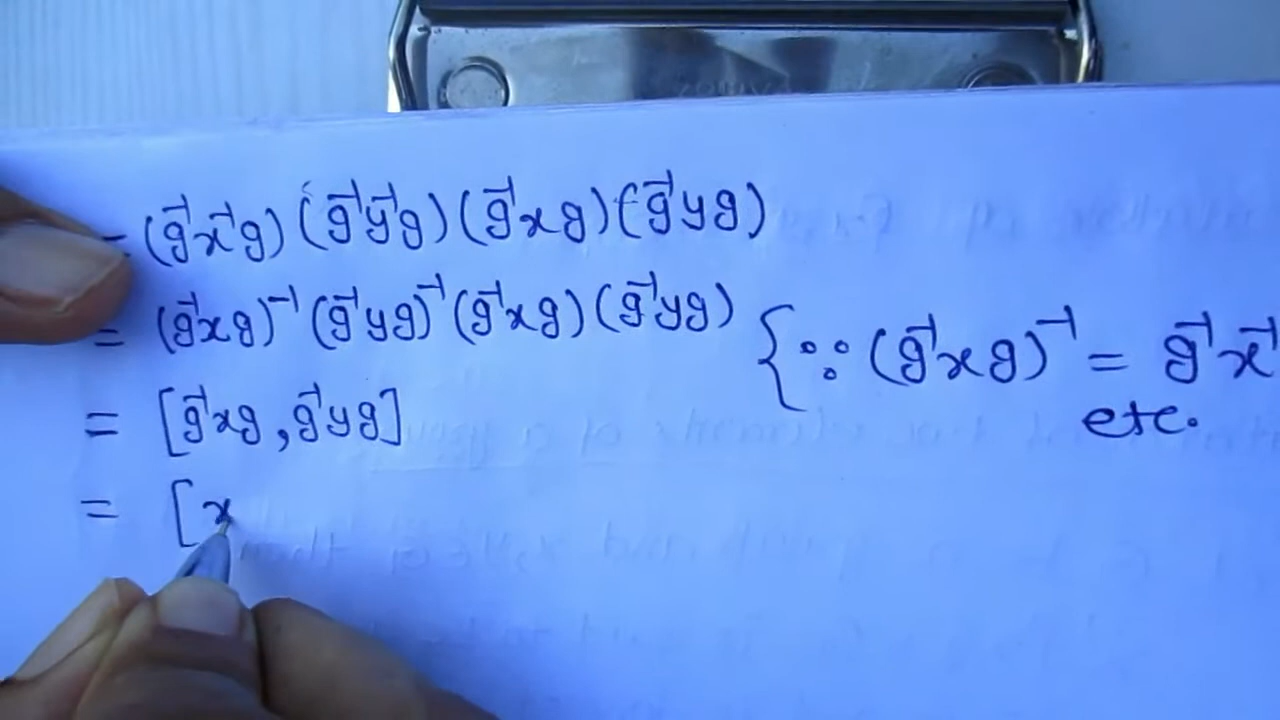 = (g⁻¹x⁻¹g)(g⁻¹y⁻¹g)(g⁻¹xg)(g⁻¹yg)
= (g⁻¹xg)⁻¹(g⁻¹yg)⁻¹(g⁻¹xg)(g⁻¹yg) {∵ (g⁻¹xg)⁻¹ = g⁻¹x⁻¹
etc.
= [g⁻¹xg, g⁻¹yg]
= [x